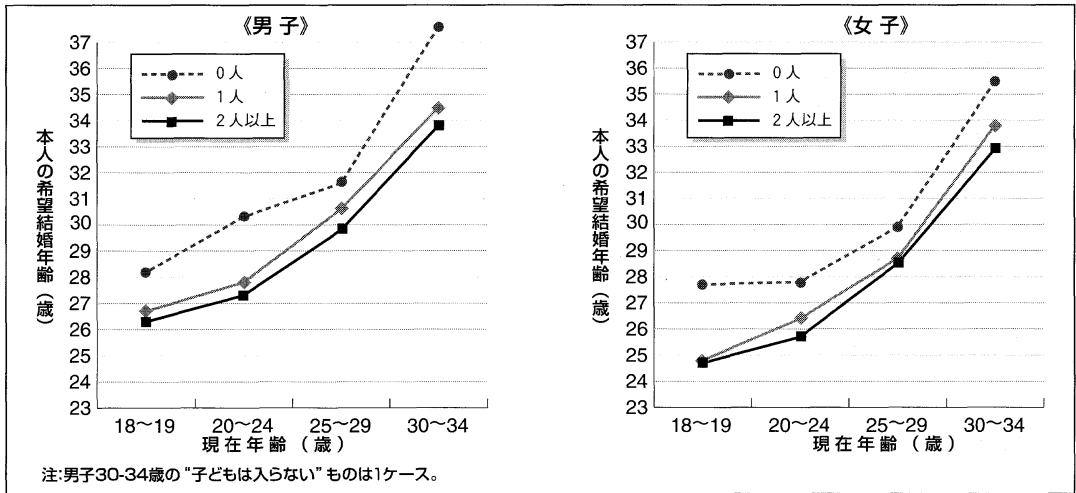 《男 子》
37
36
35
34
33
32
31
30
29
28
27
26
25
24
23
0人
1人
2人以上
本人の希望結婚年齢（歳）
18〜19
20〜24
25〜29
30〜34
現在年齢（歳）
《女 子》
37
36
35
34
33
32
31
30
29
28
27
26
25
24
23
0人
1人
2人以上
本人の希望結婚年齢（歳）
18〜19
20〜24
25〜29
30〜34
現在年齢（歳）
注:男子30-34歳の“子どもは入らない”ものは1ケース。